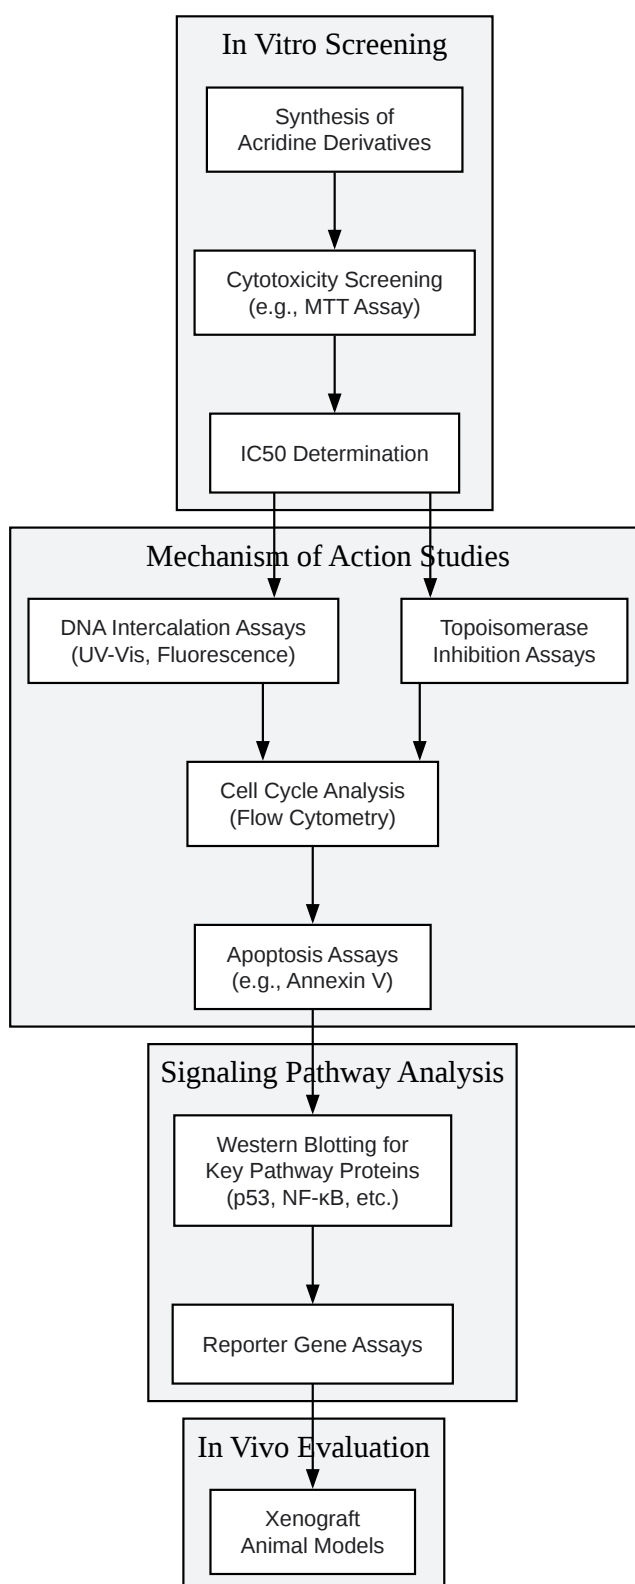 In Vitro Screening
Synthesis of
Acridine Derivatives
Cytotoxicity Screening
(e.g., MTT Assay)
IC50 Determination
Mechanism of Action Studies
DNA Intercalation Assays
(UV-Vis, Fluorescence)
Topoisomerase
Inhibition Assays
Cell Cycle Analysis
(Flow Cytometry)
Apoptosis Assays
(e.g., Annexin V)
Signaling Pathway Analysis
Western Blotting for
Key Pathway Proteins
(p53, NF-κB, etc.)
Reporter Gene Assays
In Vivo Evaluation
Xenograft
Animal Models